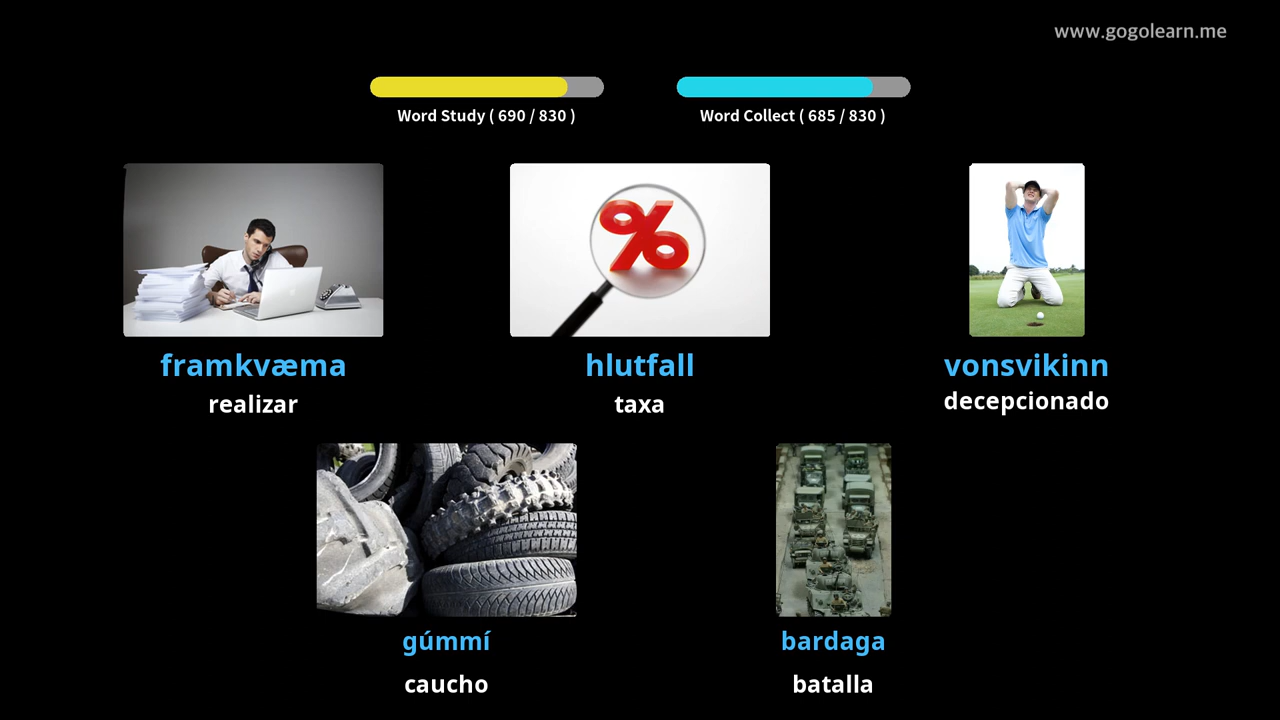 www.gogolearn.me
Word Study ( 690 / 830 )
Word Collect ( 685 / 830 )
framkvæma
realizar
hlutfall
taxa
vonsvikinn
decepcionado
gúmmí
caucho
bardaga
batalla